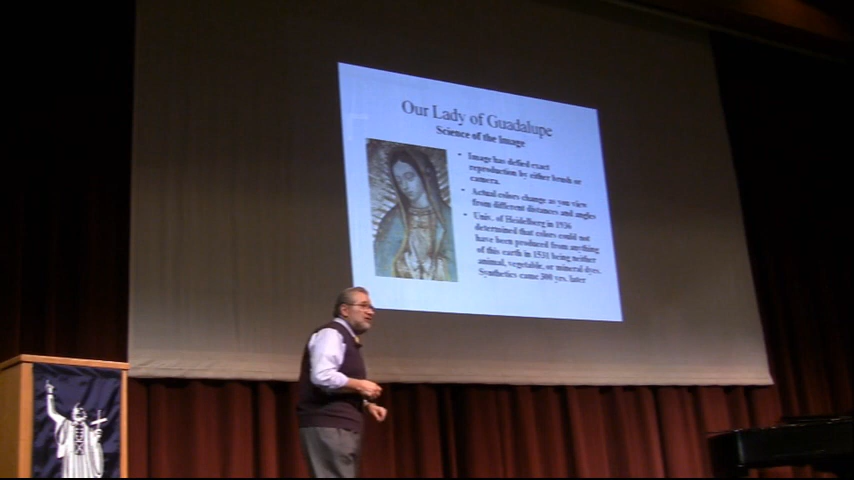 Our Lady of Guadalupe
Science of the Image
• Image has defied exact
reproduction by either brush or
camera.
• Actual colors change as you view
from different distances and angles
• Univ. of Heidelberg in 1936
determined that colors could not
have been produced from anything
of this earth in 1531 being neither
animal, vegetable, or mineral dyes.
Synthetics came 300 yrs. later